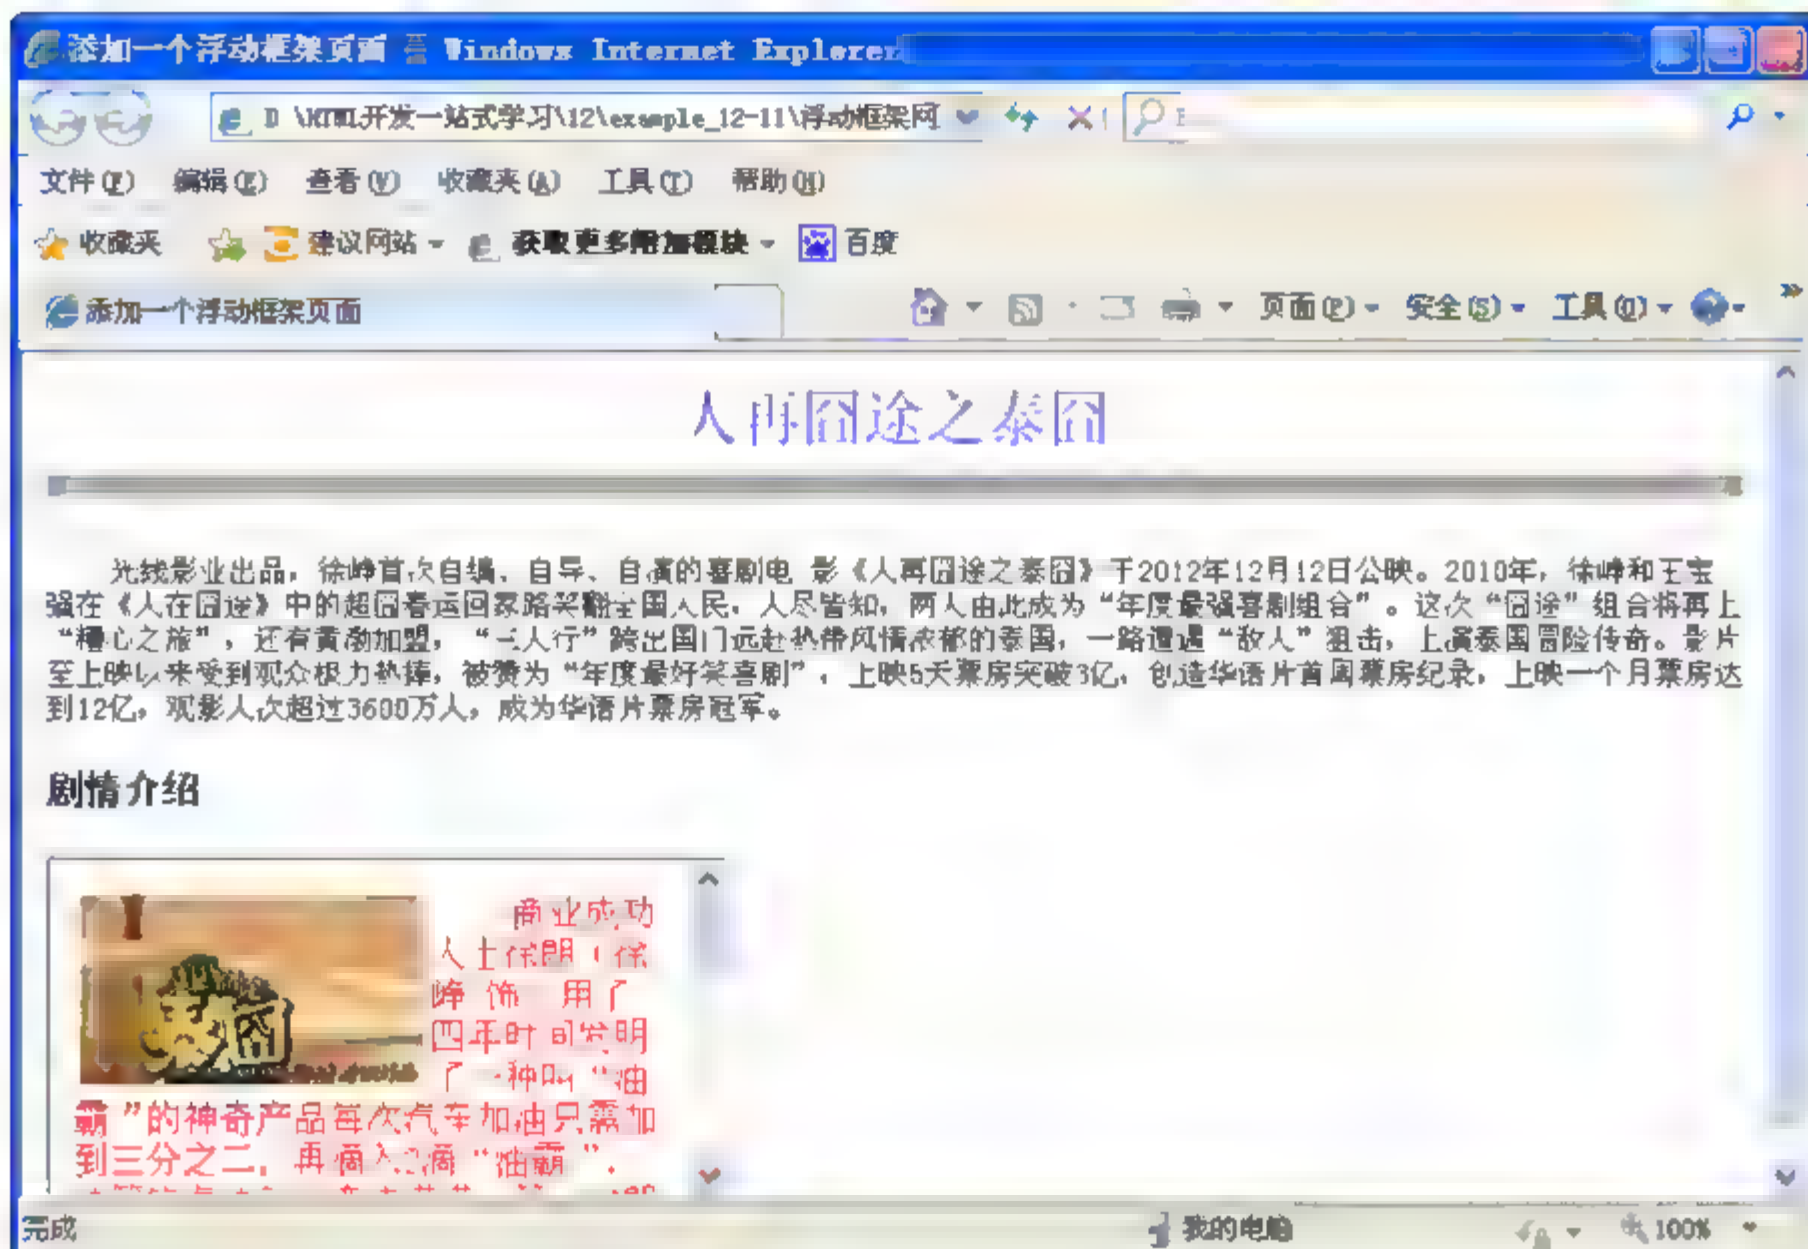 添加一个浮动框架页面 - Windows Internet Explorer
D:\HTML开发一站式学习\12\example_12-11\浮动框架网
文件(F) 编辑(E) 查看(V) 收藏夹(A) 工具(T) 帮助(H)
收藏夹 建议网站 获取更多附加模块 百度
添加一个浮动框架页面 页面(P) 安全(S) 工具(O) »
人再囧途之泰囧
光线影业出品，徐峥首次自编、自导、自演的喜剧电 影《人再囧途之泰囧》于2012年12月12日公映。2010年，徐峥和王宝
强在《人在囧途》中的超囧春运回家路笑翻全国人民，人尽皆知，两人由此成为“年度最强喜剧组合”。这次“囧途”组合将再上
“糟心之旅”，还有黄渤加盟，“三人行”跨出国门远赴热带风情浓郁的泰国，一路遭遇“敌人”狙击，上演泰国冒险传奇。影片
至上映以来受到观众极力热捧，被赞为“年度最好笑喜剧”，上映5天票房突破3亿，创造华语片首周票房纪录，上映一个月票房达
到12亿，观影人次超过3600万人，成为华语片票房冠军。
剧情介绍
囧
商业成功
人士徐朗（徐
峥 饰 用了
四年时间发明
了一种叫“油
霸”的神奇产品每次汽车加油只需加
到三分之二，再滴入2滴“油霸”，
完成 我的电脑 100%